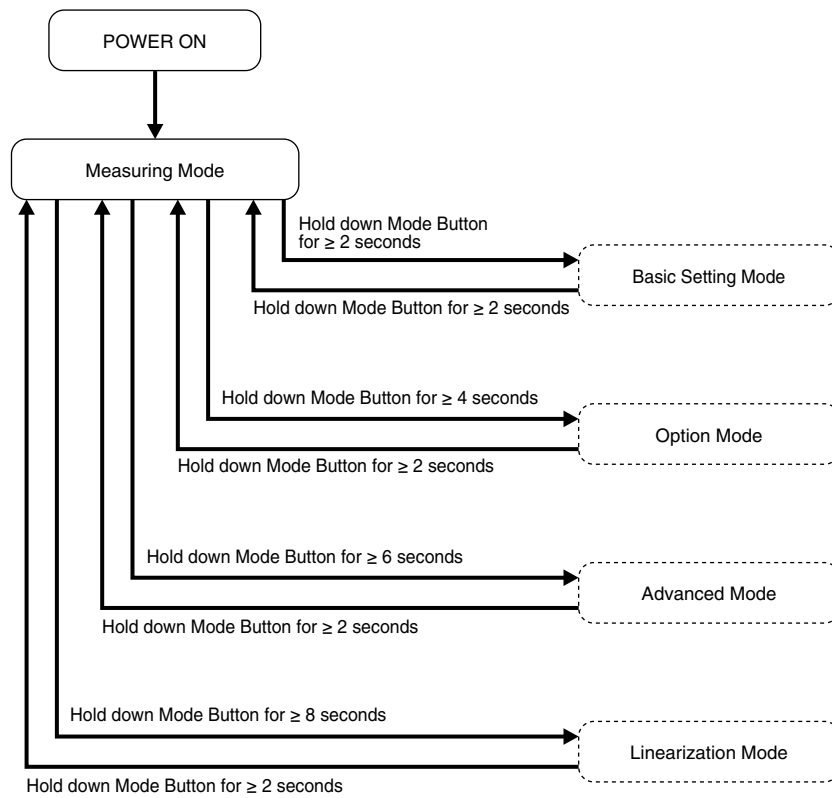 POWER ON
Measuring Mode
Hold down Mode Button
for ≥ 2 seconds
Basic Setting Mode
Hold down Mode Button for ≥ 2 seconds
Hold down Mode Button for ≥ 4 seconds
Option Mode
Hold down Mode Button for ≥ 2 seconds
Hold down Mode Button for ≥ 6 seconds
Advanced Mode
Hold down Mode Button for ≥ 2 seconds
Hold down Mode Button for ≥ 8 seconds
Linearization Mode
Hold down Mode Button for ≥ 2 seconds